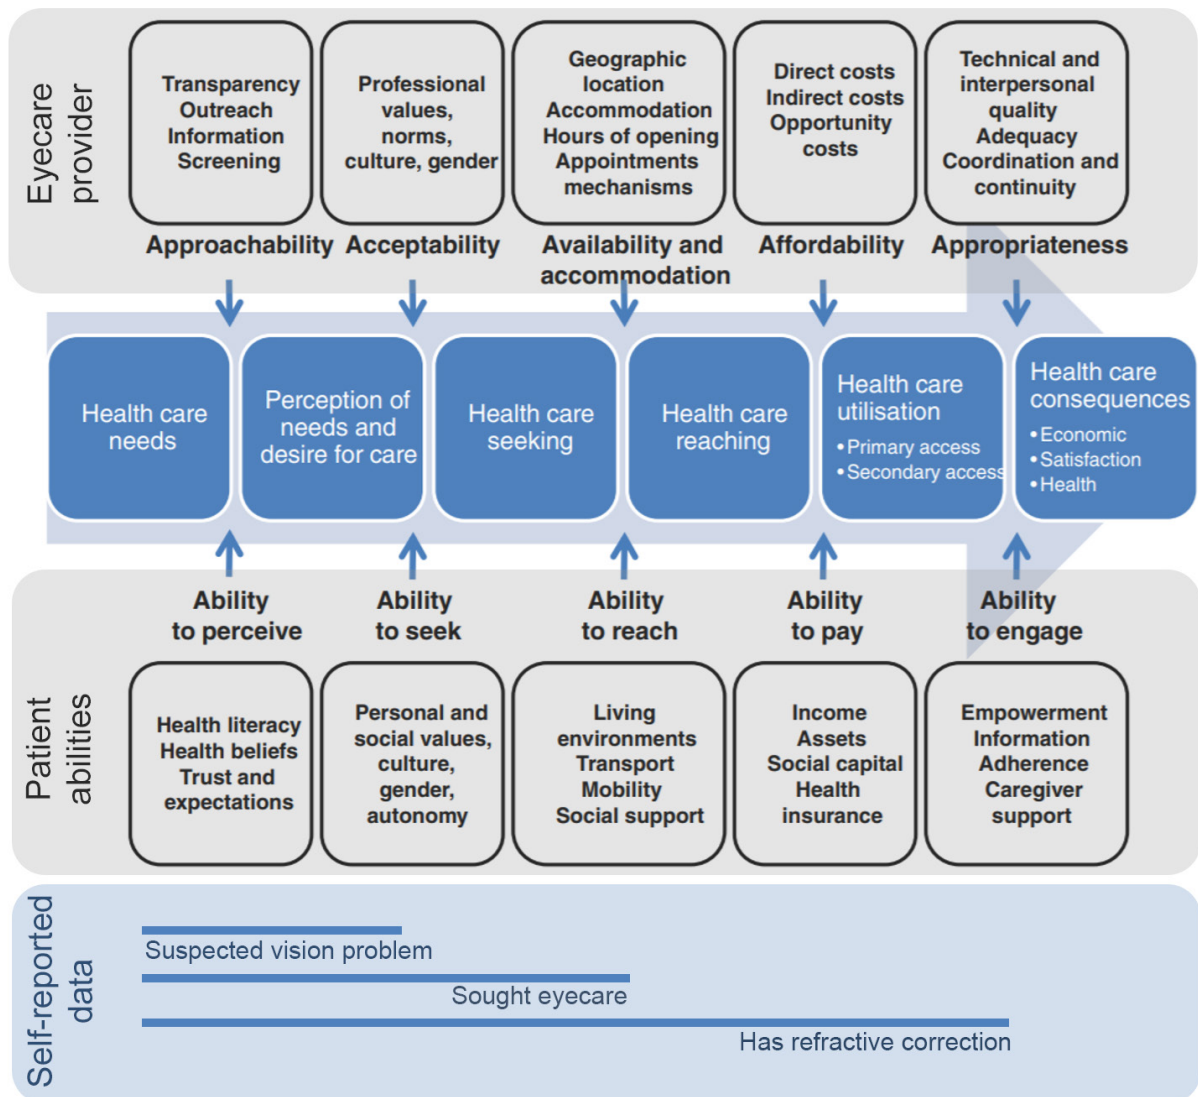 Eyecare
provider
Transparency
Outreach
Information
Screening
Professional
values,
norms,
culture, gender
Geographic
location
Accommodation
Hours of opening
Appointments
mechanisms
Direct costs
Indirect costs
Opportunity
costs
Technical and
interpersonal
quality
Adequacy
Coordination and
continuity
Approachability
Acceptability
Availability and
accommodation
Affordability
Appropriateness
Health care
needs
Perception of
needs and
desire for care
Health care
seeking
Health care
reaching
Health care
utilisation
• Primary access
• Secondary access
Health care
consequences
• Economic
• Satisfaction
• Health
Patient
abilities
Ability
to perceive
Ability
to seek
Ability
to reach
Ability
to pay
Ability
to engage
Health literacy
Health beliefs
Trust and
expectations
Personal and
social values,
culture,
gender,
autonomy
Living
environments
Transport
Mobility
Social support
Income
Assets
Social capital
Health
insurance
Empowerment
Information
Adherence
Caregiver
support
Self-reported
data
Suspected vision problem
Sought eyecare
Has refractive correction